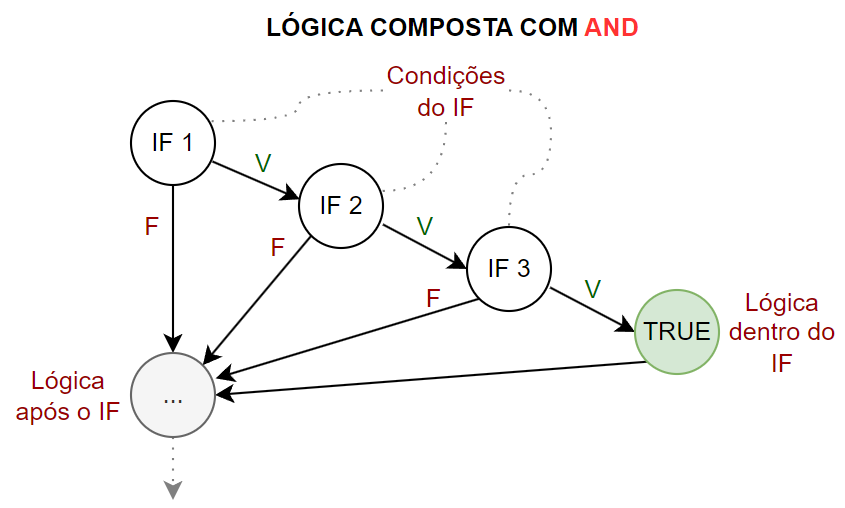 LÓGICA COMPOSTA COM AND
Condições
do IF
IF 1
V
IF 2
F
F
V
IF 3
F
V
TRUE
Lógica
dentro do
IF
Lógica
após o IF
...